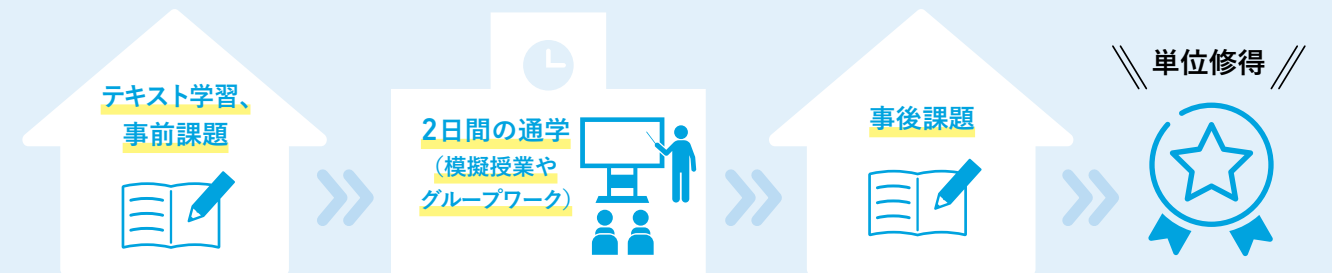 テキスト学習、
事前課題
2日間の通学
（模擬授業や
グループワーク）
事後課題
単位修得